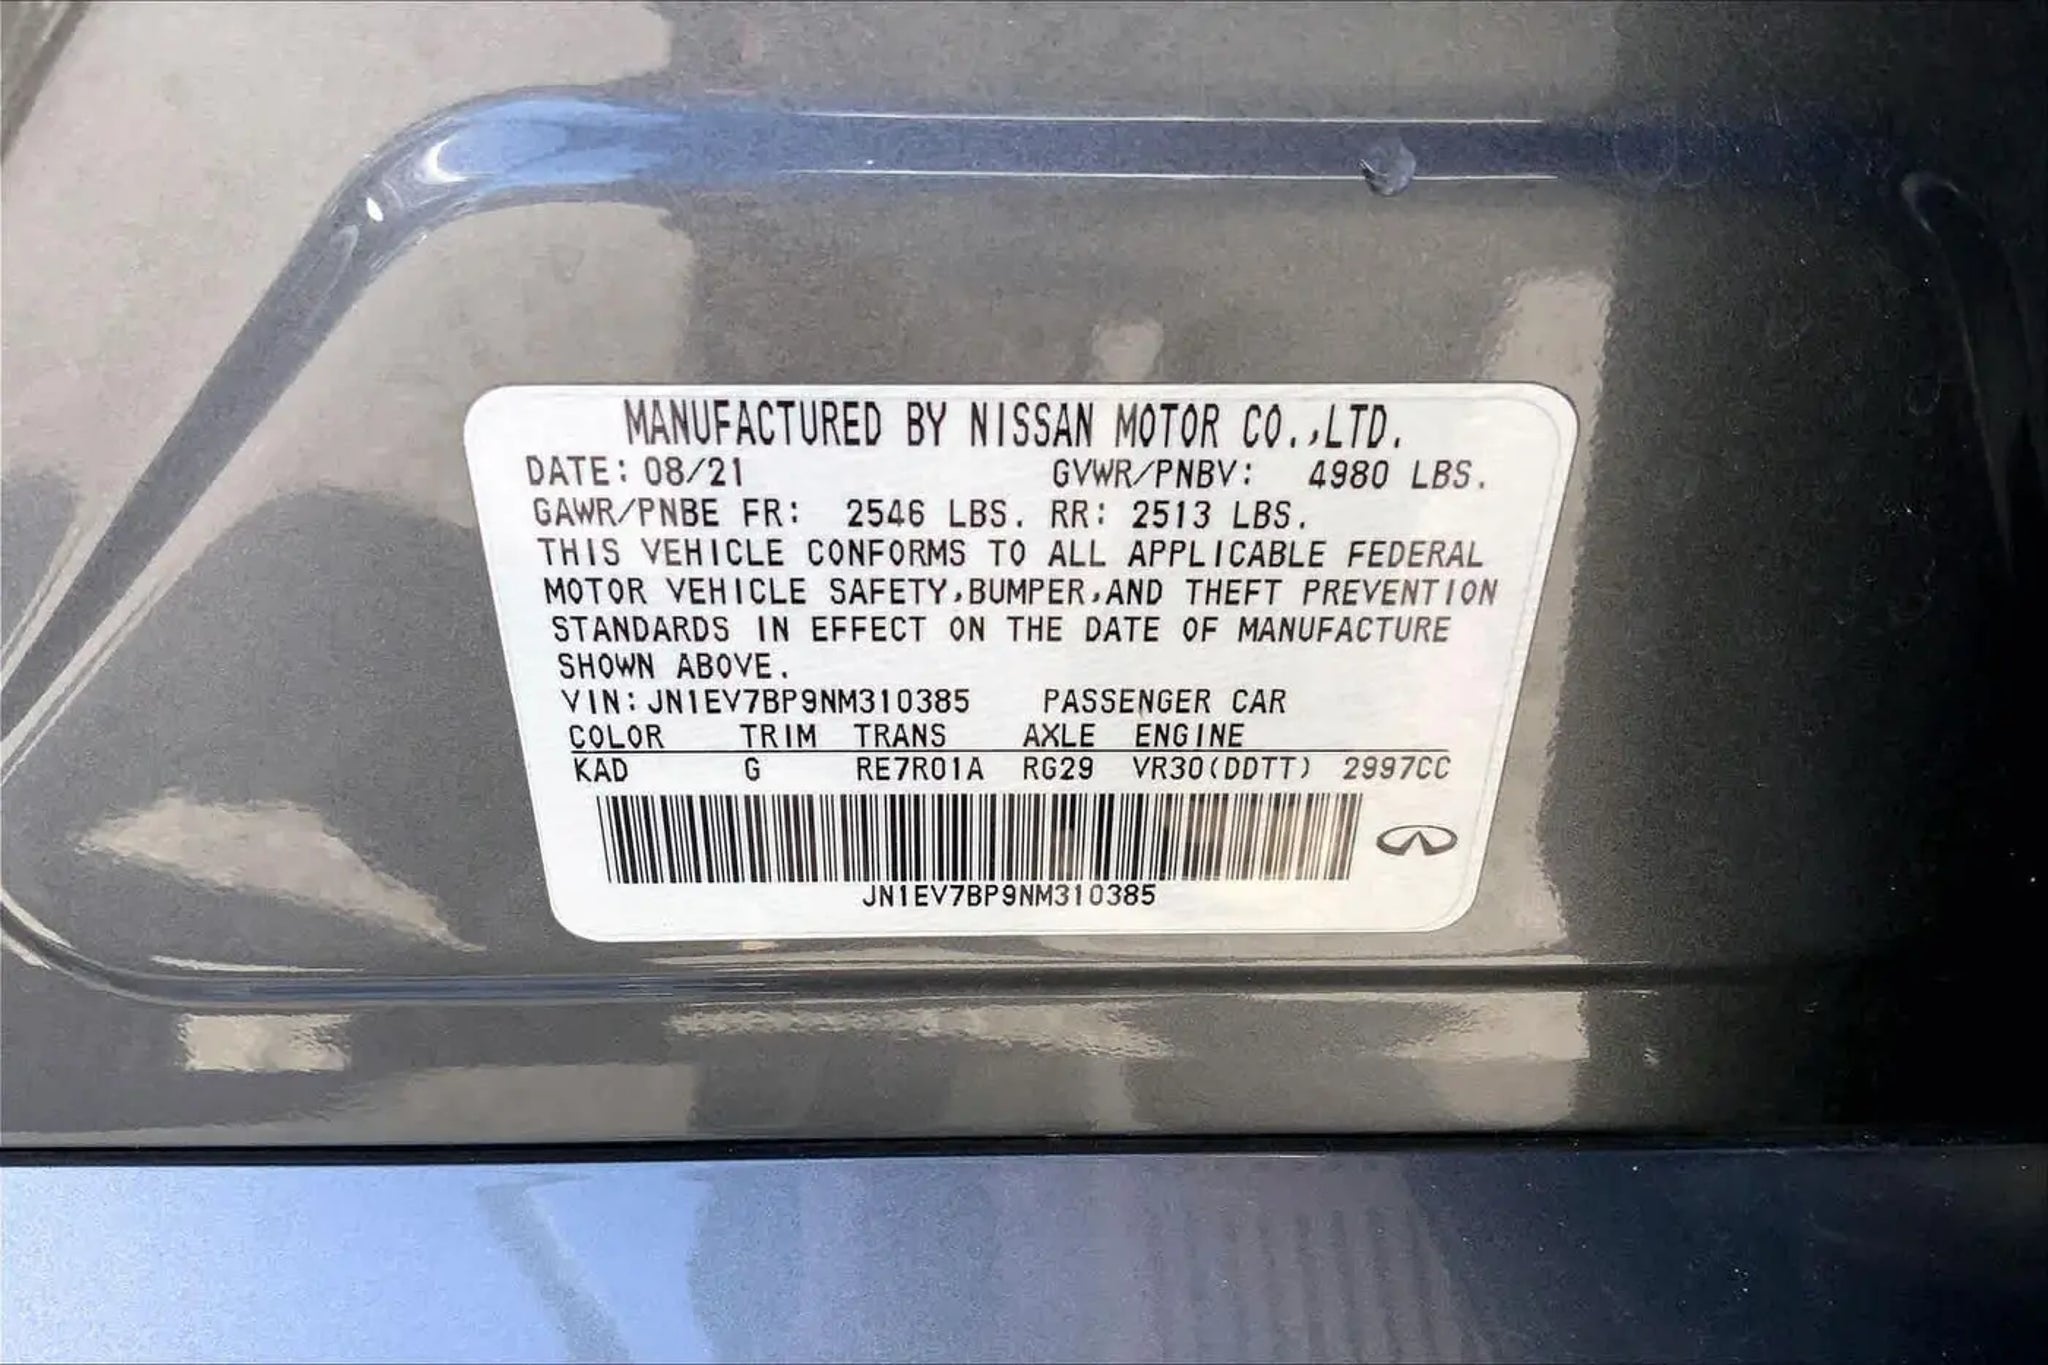 MANUFACTURED BY NISSAN MOTOR CO.,LTD.
DATE: 08/21 GVWR/PNBV: 4980 LBS.
GAWR/PNBE FR: 2546 LBS. RR: 2513 LBS.
THIS VEHICLE CONFORMS TO ALL APPLICABLE FEDERAL
MOTOR VEHICLE SAFETY,BUMPER,AND THEFT PREVENTION
STANDARDS IN EFFECT ON THE DATE OF MANUFACTURE
SHOWN ABOVE.
VIN:JN1EV7BP9NM310385 PASSENGER CAR
COLOR TRIM TRANS AXLE ENGINE
KAD G RE7R01A RG29 VR30(DDTT) 2997CC
JN1EV7BP9NM310385